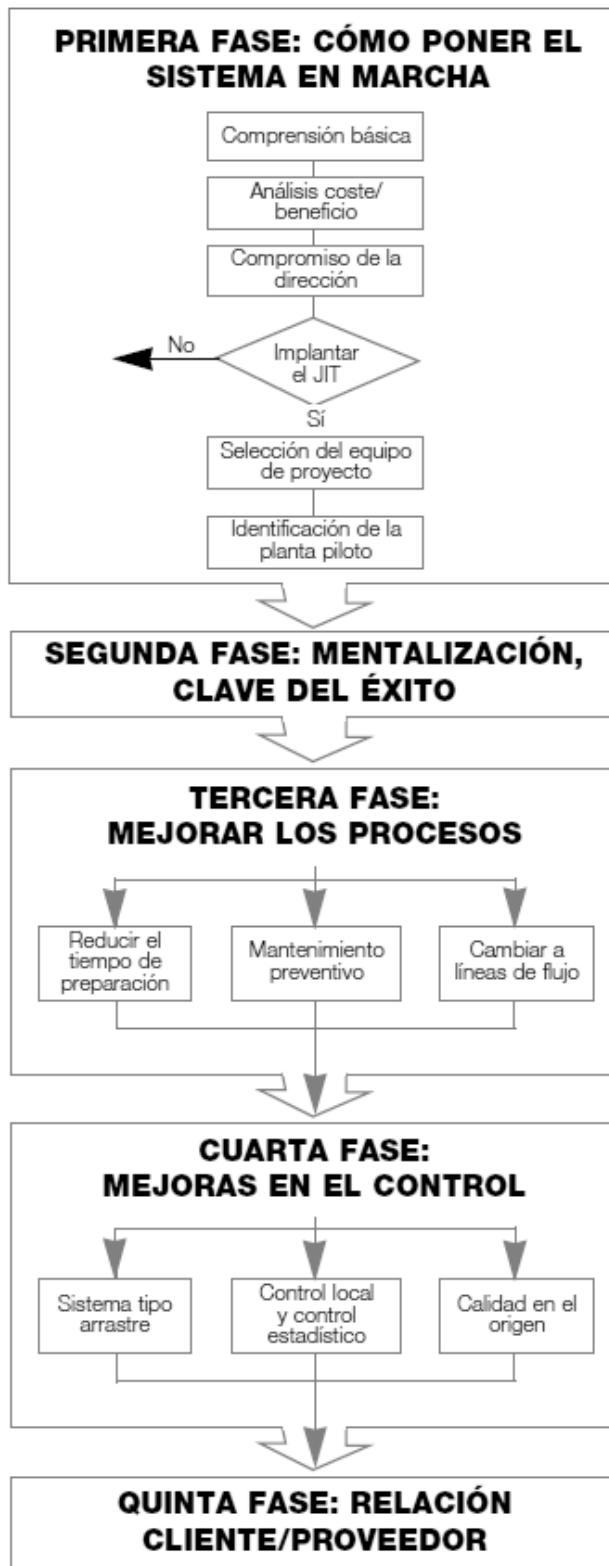 PRIMERA FASE: CÓMO PONER EL
SISTEMA EN MARCHA
Comprensión básica
Análisis coste/
beneficio
Compromiso de la
dirección
No
Implantar
el JIT
Sí
Selección del equipo
de proyecto
Identificación de la
planta piloto
SEGUNDA FASE: MENTALIZACIÓN,
CLAVE DEL ÉXITO
TERCERA FASE:
MEJORAR LOS PROCESOS
Reducir el
tiempo de
preparación
Mantenimiento
preventivo
Cambiar a
líneas de flujo
CUARTA FASE:
MEJORAS EN EL CONTROL
Sistema tipo
arrastre
Control local
y control
estadístico
Calidad en el
origen
QUINTA FASE: RELACIÓN
CLIENTE/PROVEEDOR